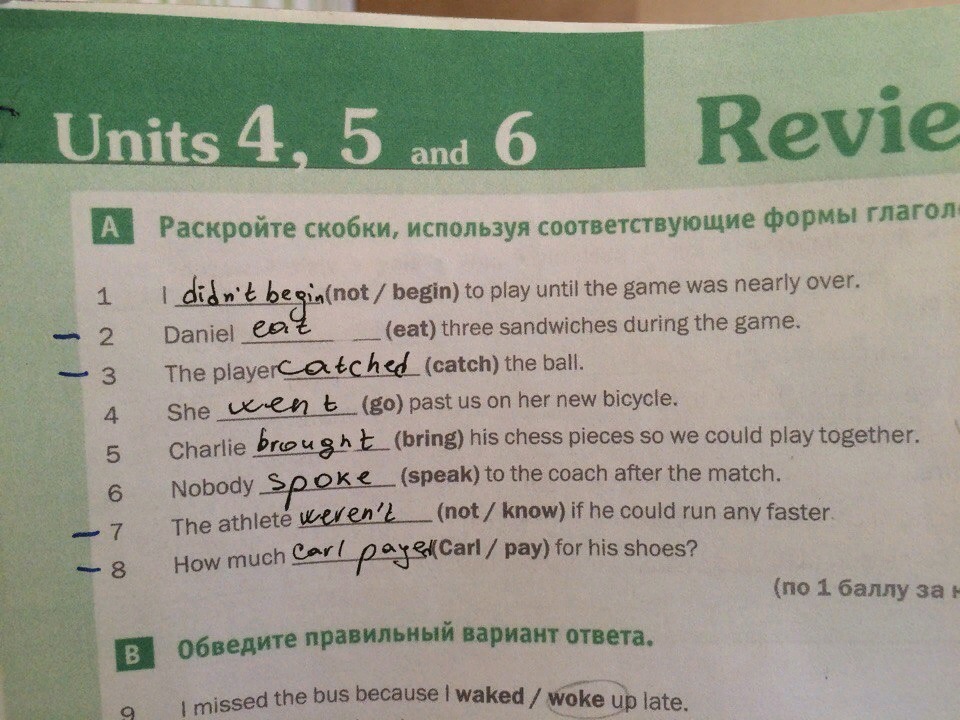 Units 4, 5 and 6 Revie
A Раскройте скобки, используя соответствующие формы глагол
1 I didn't begin (not / begin) to play until the game was nearly over.
2 Daniel eat (eat) three sandwiches during the game.
3 The player catched (catch) the ball.
4 She went (go) past us on her new bicycle.
5 Charlie brought (bring) his chess pieces so we could play together.
6 Nobody spoke (speak) to the coach after the match.
7 The athlete weren't (not / know) if he could run any faster.
8 How much carl payed (Carl / pay) for his shoes?
(по 1 баллу за н
B Обведите правильный вариант ответа.
9 I missed the bus because I waked / woke up late.